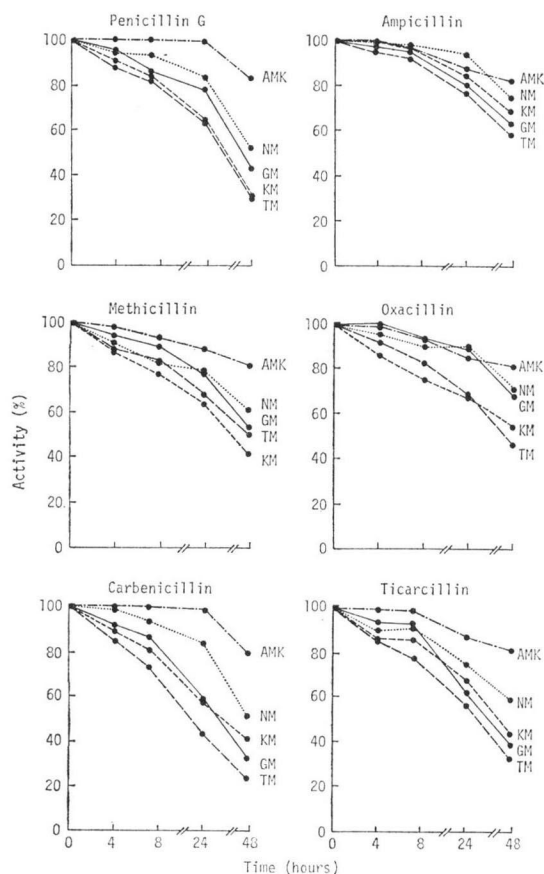 Penicillin G
Ampicillin
100
80
60
40
20
0
AMK
NM
GM
KM
TM
100
80
60
40
20
0
AMK
NM
KM
GM
TM
Methicillin
Oxacillin
100
80
60
40
20
0
AMK
NM
GM
TM
KM
100
80
60
40
20
0
AMK
NM
GM
KM
TM
Activity (%)
Carbenicillin
Ticarcillin
100
80
60
40
20
0
AMK
NM
KM
GM
TM
0 4 8 24 48
100
80
60
40
20
0
AMK
NM
KM
GM
TM
0 4 8 24 48
Time (hours)